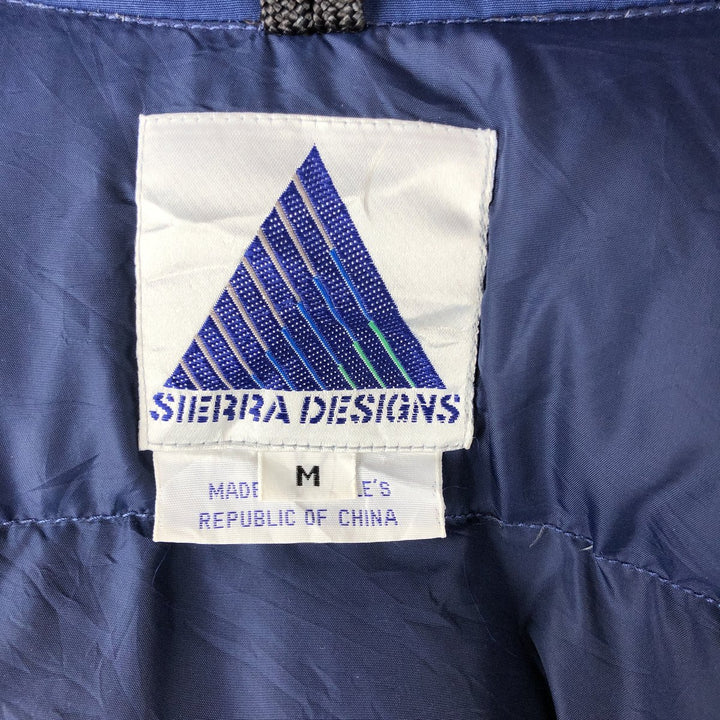 SIERRA DESIGNS
M
MADE LE'S
REPUBLIC OF CHINA